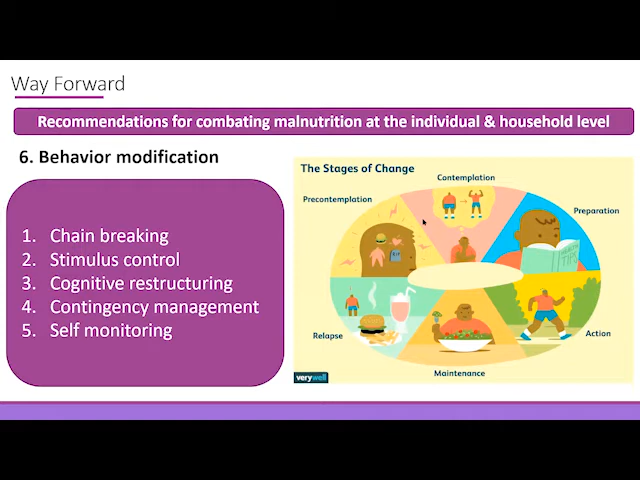 Way Forward
Recommendations for combating malnutrition at the individual & household level
6. Behavior modification
1. Chain breaking
2. Stimulus control
3. Cognitive restructuring
4. Contingency management
5. Self monitoring
The Stages of Change
Contemplation
Precontemplation
Preparation
Relapse
Action
Maintenance
verywell